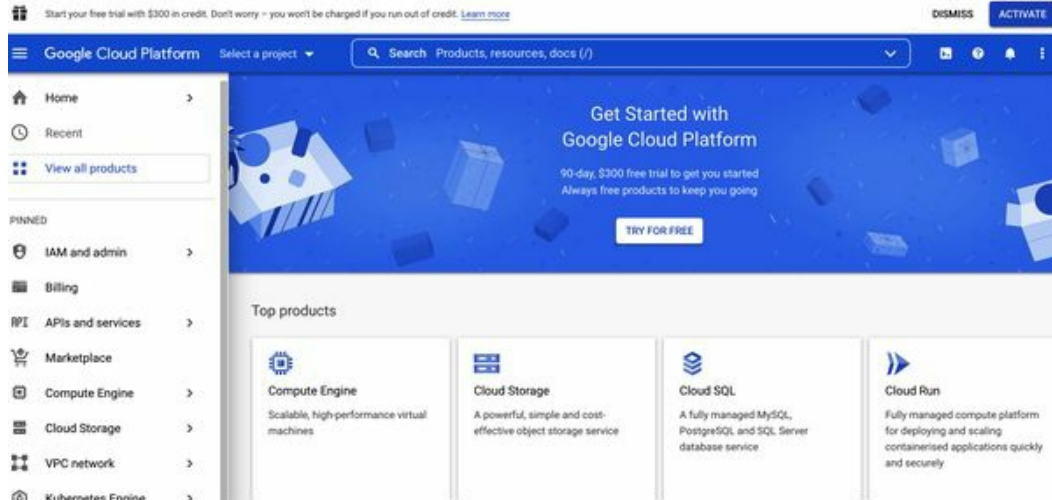 Start your free trial with $300 in credit. Don't worry – you won't be charged if you run out of credit. Learn more
DISMISS
ACTIVATE
Google Cloud Platform
Select a project
Search Products, resources, docs (/)
Home
Recent
View all products
PINNED
IAM and admin
Billing
API APIs and services
Marketplace
Compute Engine
Cloud Storage
VPC network
Kubernetes Engine
Get Started with
Google Cloud Platform
90-day, $300 free trial to get you started
Always free products to keep you going
TRY FOR FREE
Top products
Compute Engine
Scalable, high-performance virtual
machines
Cloud Storage
A powerful, simple and cost-
effective object storage service
Cloud SQL
A fully managed MySQL,
PostgreSQL and SQL Server
database service
Cloud Run
Fully managed compute platform
for deploying and scaling
containerised applications quickly
and securely